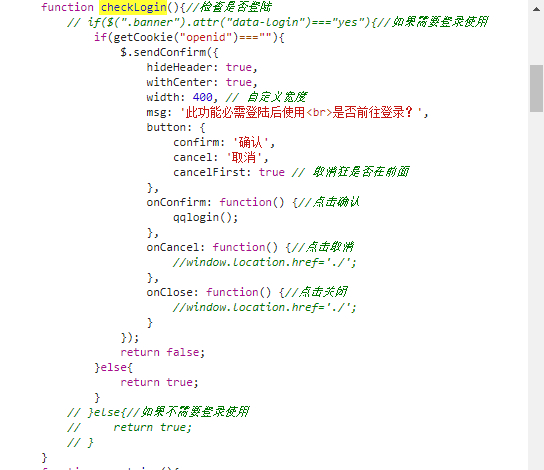 function checkLogin(){//检查是否登陆
// if($(".banner").attr("data-login")==="yes"){//如果需要登录使用
if(getCookie("openid")===""){
$.sendConfirm({
hideHeader: true,
withCenter: true,
width: 400, // 自定义宽度
msg: '此功能必需登陆后使用<br>是否前往登录？',
button: {
confirm: '确认',
cancel: '取消',
cancelFirst: true // 取消狂是否在前面
},
onConfirm: function() {//点击确认
qqlogin();
},
onCancel: function() {//点击取消
//window.location.href='./';
},
onClose: function() {//点击关闭
//window.location.href='./';
}
});
return false;
}else{
return true;
}
// }else{//如果不需要登录使用
// return true;
// }
}